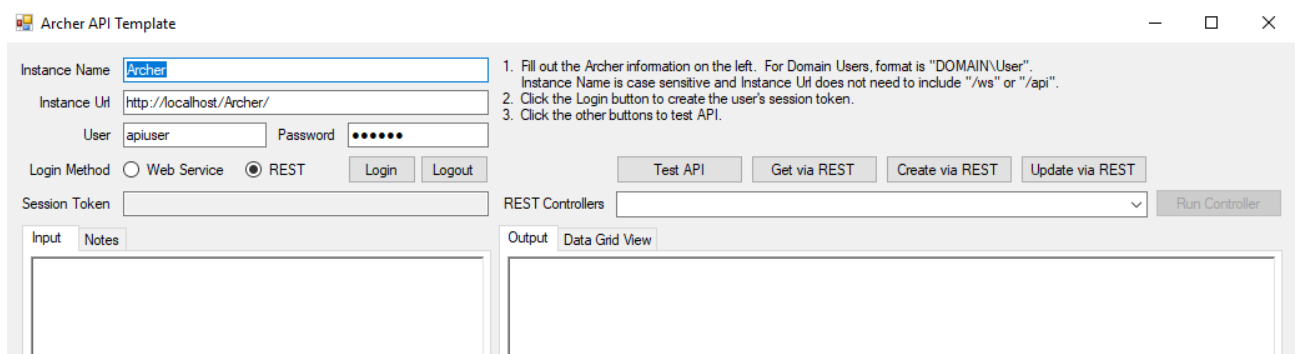 Archer API Template
Instance Name Archer
Instance Url http://localhost/Archer/
User apiuser Password ●●●●●●
Login Method Web Service REST Login Logout
Session Token
1. Fill out the Archer information on the left. For Domain Users, format is "DOMAIN\User".
Instance Name is case sensitive and Instance Url does not need to include "/ws" or "/api".
2. Click the Login button to create the user's session token.
3. Click the other buttons to test API.
Test API Get via REST Create via REST Update via REST
REST Controllers Run Controller
Input Notes
Output Data Grid View